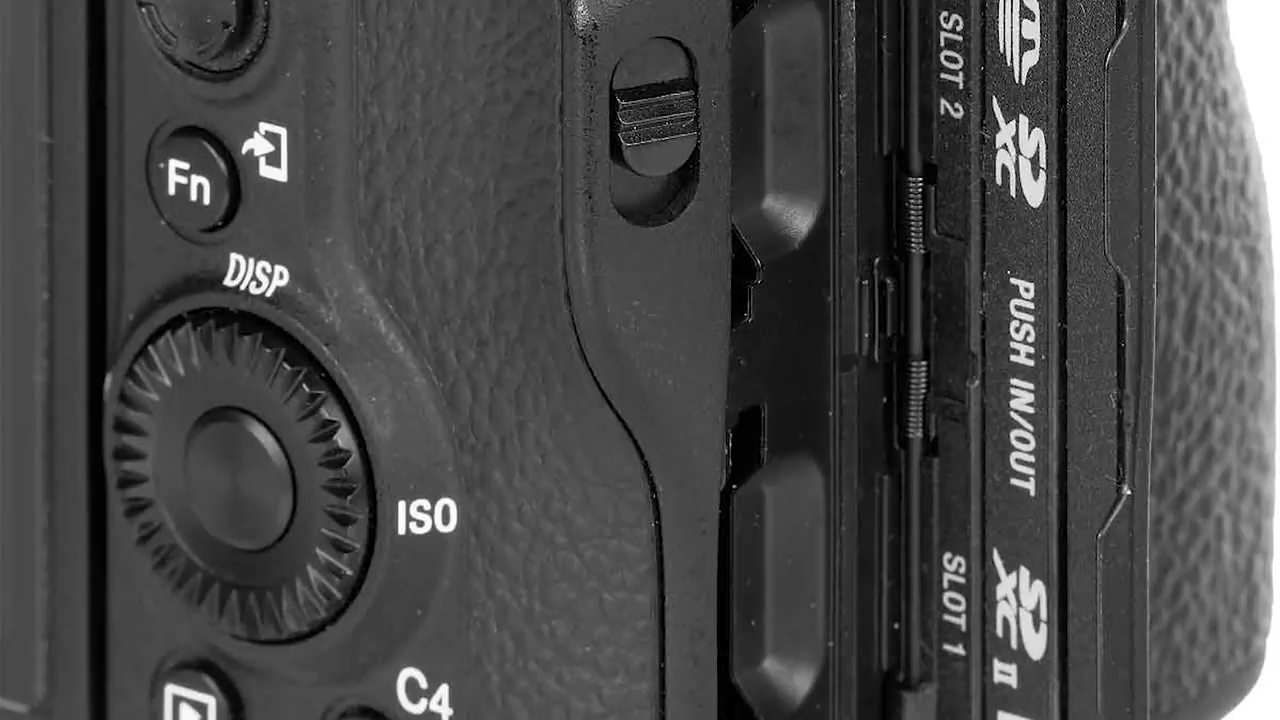 Fn
DISP
ISO
C4
SLOT 2
SD
XC
PUSH IN/OUT
SLOT 1
SD
XC II